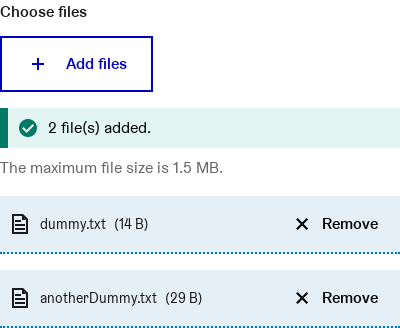 Choose files
Add files
2 file(s) added.
The maximum file size is 1.5 MB.
dummy.txt (14 B) Remove
anotherDummy.txt (29 B) Remove